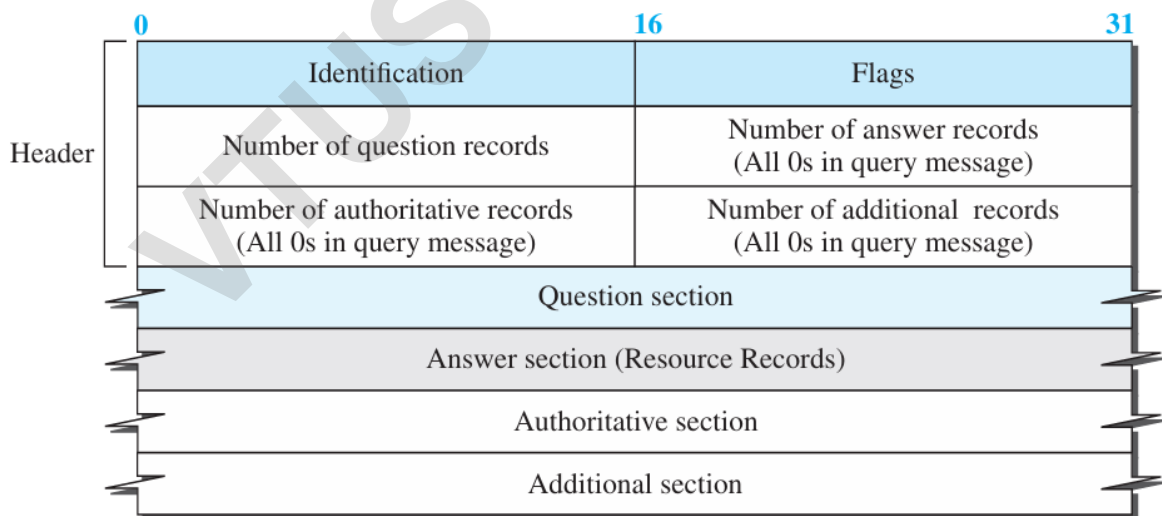 0 16 31
Identification Flags
Header
Number of question records
Number of answer records
(All 0s in query message)
Number of authoritative records
(All 0s in query message)
Number of additional records
(All 0s in query message)
Question section
Answer section (Resource Records)
Authoritative section
Additional section
VTUS